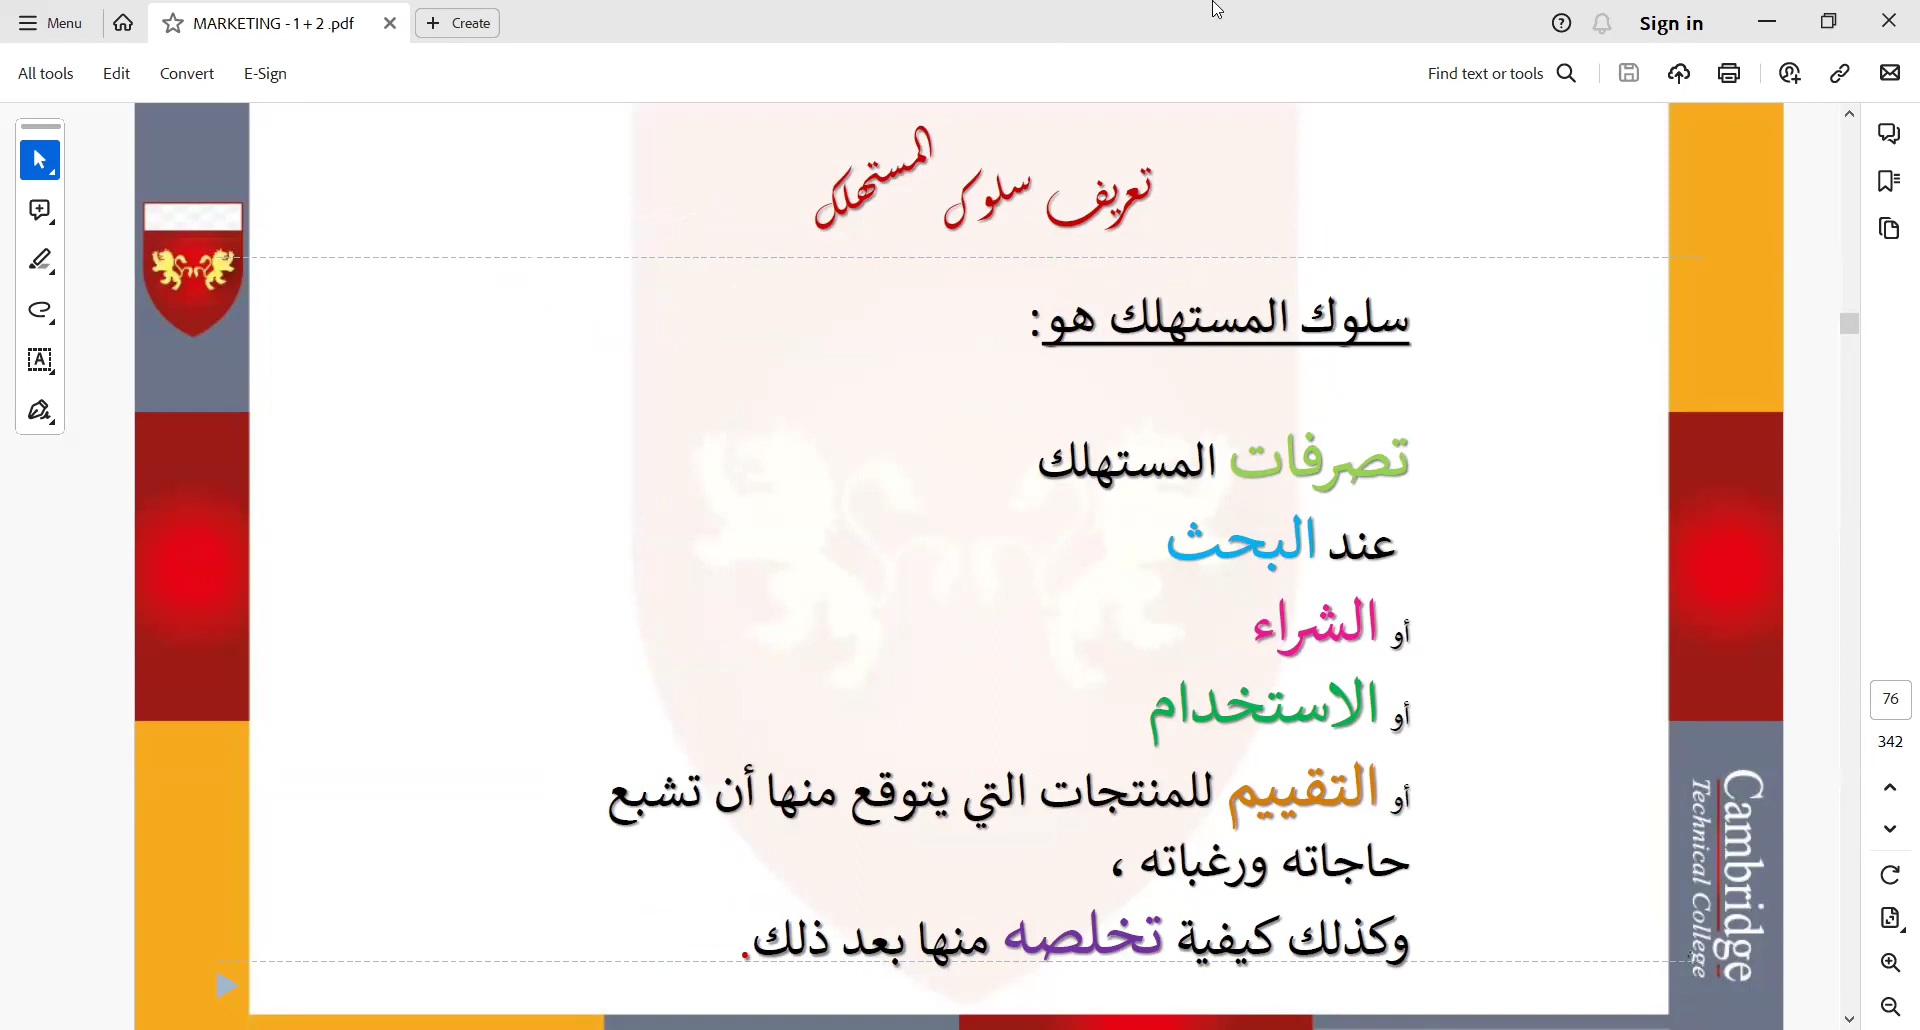 Menu
MARKETING - 1 + 2 .pdf
Create
Sign in
All tools
Edit
Convert
E-Sign
Find text or tools
تعريف سلوك المستهلك
سلوك المستهلك هو:
تصرفات المستهلك
عند البحث
أو الشراء
أو الاستخدام
أو التقييم للمنتجات التي يتوقع منها أن تشبع
حاجاته ورغباته ،
وكذلك كيفية تخلصه منها بعد ذلك.
Cambridge
Technical College
76
342